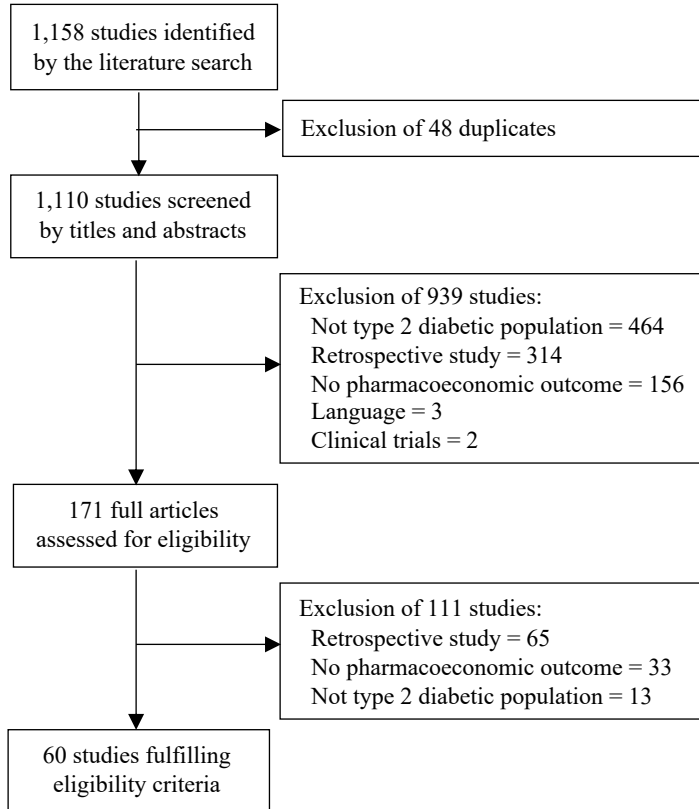 1,158 studies identified
by the literature search
Exclusion of 48 duplicates
1,110 studies screened
by titles and abstracts
Exclusion of 939 studies:
Not type 2 diabetic population = 464
Retrospective study = 314
No pharmacoeconomic outcome = 156
Language = 3
Clinical trials = 2
171 full articles
assessed for eligibility
Exclusion of 111 studies:
Retrospective study = 65
No pharmacoeconomic outcome = 33
Not type 2 diabetic population = 13
60 studies fulfilling
eligibility criteria